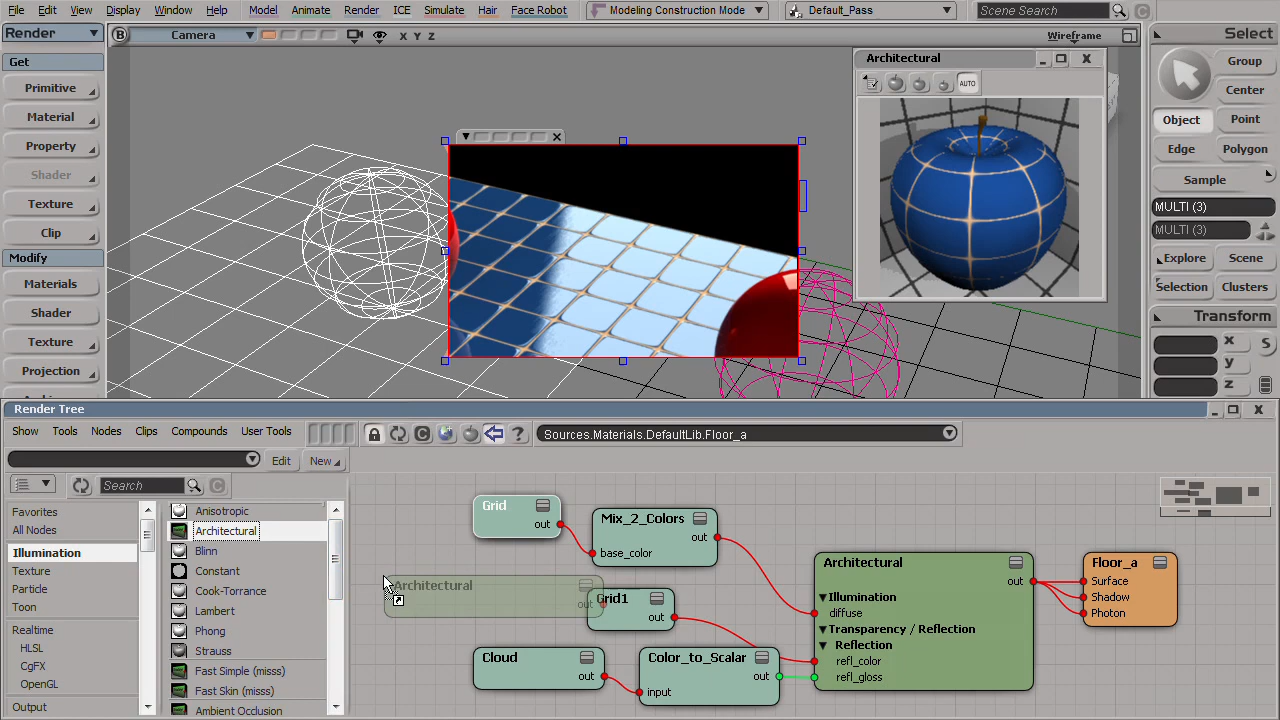 File Edit View Display Window Help Model Animate Render ICE Simulate Hair Face Robot Modeling Construction Mode Default_Pass Scene Search
Render
B Camera X Y Z Wireframe
Select
Get
Primitive
Material
Property
Shader
Texture
Clip
Modify
Materials
Shader
Texture
Projection
Architectural
AUTO
Group
Center
Object
Point
Edge
Polygon
Sample
MULTI (3)
MULTI (3)
Explore
Scene
Selection
Clusters
Transform
x
y
z
S
Render Tree
Show Tools Nodes Clips Compounds User Tools
Sources.Materials.DefaultLib.Floor_a
Edit New
Search
Favorites
All Nodes
Illumination
Texture
Particle
Toon
Realtime
HLSL
CgFX
OpenGL
Output
Anisotropic
Architectural
Blinn
Constant
Cook-Torrance
Lambert
Phong
Strauss
Fast Simple (misss)
Fast Skin (misss)
Ambient Occlusion
Grid
out
Mix_2_Colors
out
base_color
Architectural
out
Grid1
out
Cloud
out
Color_to_Scalar
out
input
Architectural
out
Illumination
diffuse
Transparency / Reflection
Reflection
refl_color
refl_gloss
Floor_a
Surface
Shadow
Photon